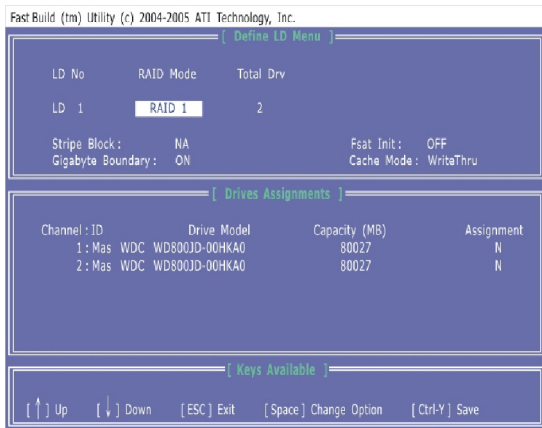 Fast Build (tm) Utility (c) 2004-2005 ATI Technology, Inc.
[ Define LD Menu ]
LD No RAID Mode Total Drv
LD 1 RAID 1 2
Stripe Block: NA Fsat Init: OFF
Gigabyte Boundary: ON Cache Mode: WriteThru
[ Drives Assignments ]
Channel:ID Drive Model Capacity (MB) Assignment
1:Mas WDC WD800JD-00HKA0 80027 N
2:Mas WDC WD800JD-00HKA0 80027 N
[ Keys Available ]
[↑] Up [↓] Down [ESC] Exit [Space] Change Option [Ctrl-Y] Save